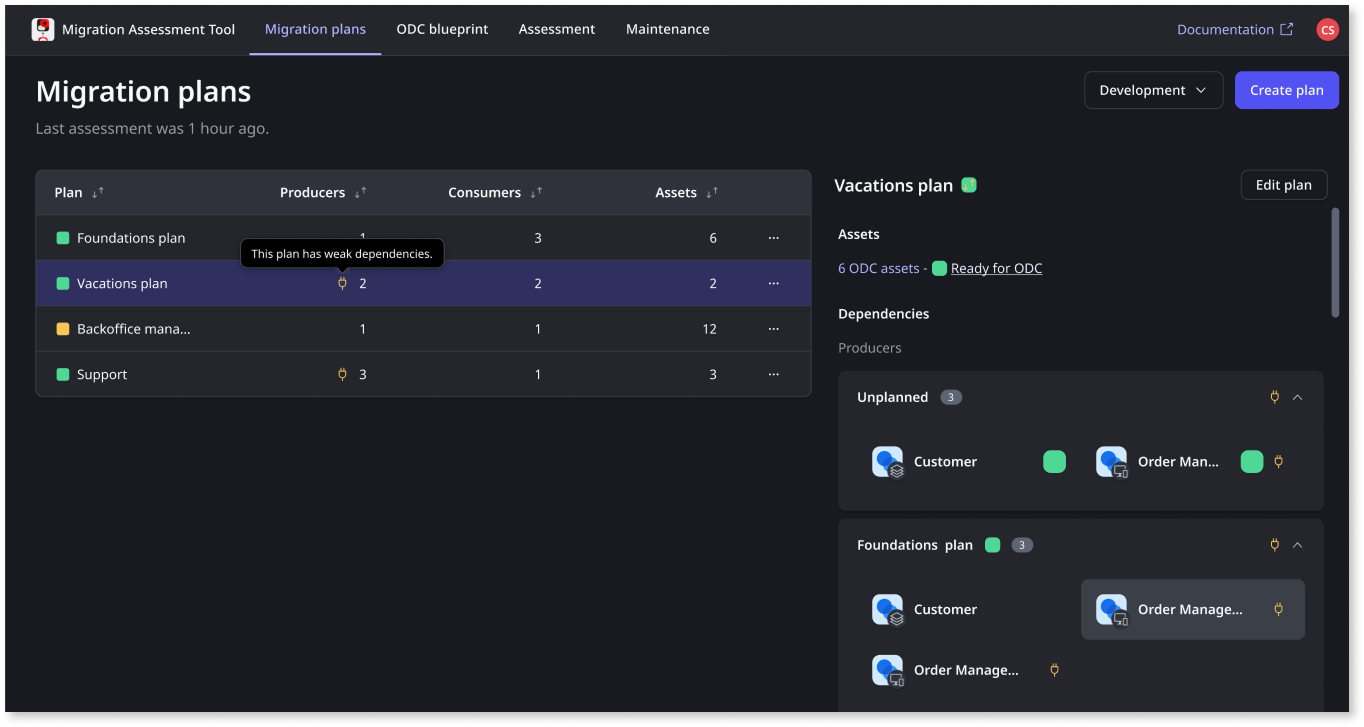 Migration Assessment Tool Migration plans ODC blueprint Assessment Maintenance Documentation CS
Migration plans Development Create plan
Last assessment was 1 hour ago.
Plan Producers Consumers Assets
Foundations plan 1 3 6 ...
This plan has weak dependencies.
Vacations plan 2 2 2 ...
Backoffice mana... 1 1 12 ...
Support 3 1 3 ...
Vacations plan Edit plan
Assets
6 ODC assets - Ready for ODC
Dependencies
Producers
Unplanned 3
Customer Order Man...
Foundations plan 3
Customer Order Manage...
Order Manage...